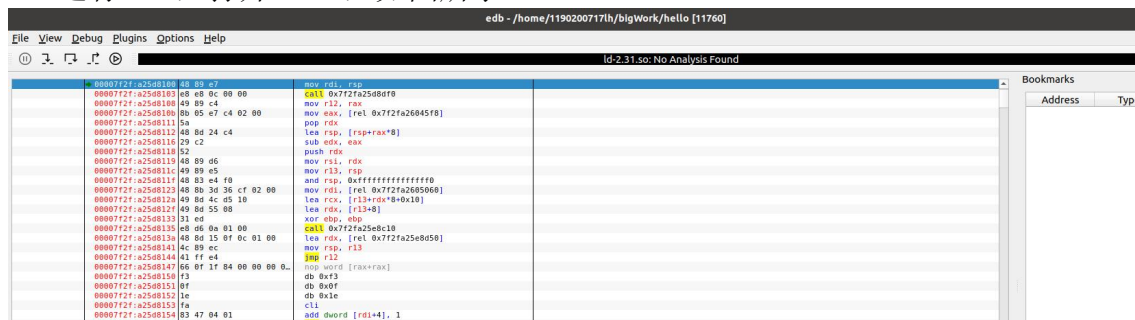 edb - /home/1190200717lh/bigWork/hello [11760]
File View Debug Plugins Options Help
ld-2.31.so: No Analysis Found
Bookmarks
Address Typ
00007f2f:a25d8100 48 89 e7 mov rdi, rsp
00007f2f:a25d8103 e8 e8 0c 00 00 call 0x7f2fa25d8df0
00007f2f:a25d8108 49 89 c4 mov r12, rax
00007f2f:a25d810b 8b 05 e7 c4 02 00 mov eax, [rel 0x7f2fa26045f8]
00007f2f:a25d8111 5a pop rdx
00007f2f:a25d8112 48 8d 24 c4 lea rsp, [rsp+rax*8]
00007f2f:a25d8116 29 c2 sub edx, eax
00007f2f:a25d8118 52 push rdx
00007f2f:a25d8119 48 89 d6 mov rsi, rdx
00007f2f:a25d811c 49 89 e5 mov r13, rsp
00007f2f:a25d811f 48 83 e4 f0 and rsp, 0xfffffffffffffff0
00007f2f:a25d8123 48 8b 3d 36 cf 02 00 mov rdi, [rel 0x7f2fa2605060]
00007f2f:a25d812a 49 8d 4c d5 10 lea rcx, [r13+rdx*8+0x10]
00007f2f:a25d812f 49 8d 55 08 lea rdx, [r13+8]
00007f2f:a25d8133 31 ed xor ebp, ebp
00007f2f:a25d8135 e8 d6 0a 01 00 call 0x7f2fa25e8c10
00007f2f:a25d813a 48 8d 15 0f 0c 01 00 lea rdx, [rel 0x7f2fa25e8d50]
00007f2f:a25d8141 4c 89 ec mov rsp, r13
00007f2f:a25d8144 41 ff e4 jmp r12
00007f2f:a25d8147 66 0f 1f 84 00 00 00 0… nop word [rax+rax]
00007f2f:a25d8150 f3 db 0xf3
00007f2f:a25d8151 0f db 0x0f
00007f2f:a25d8152 1e db 0x1e
00007f2f:a25d8153 fa cli
00007f2f:a25d8154 83 47 04 01 add dword [rdi+4], 1